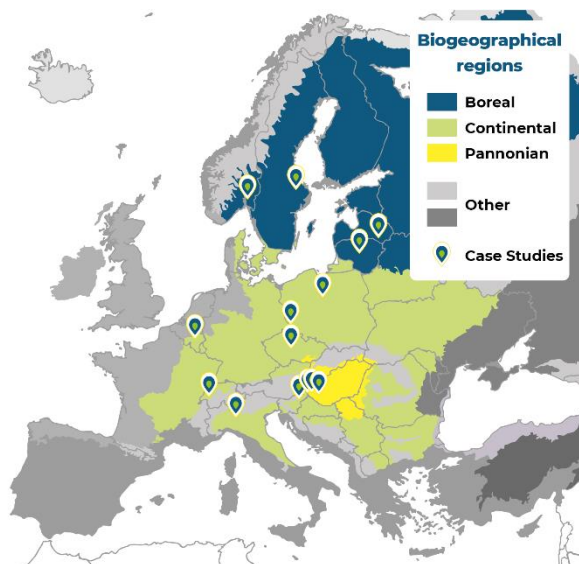 Biogeographical
regions
Boreal
Continental
Pannonian
Other
Case Studies